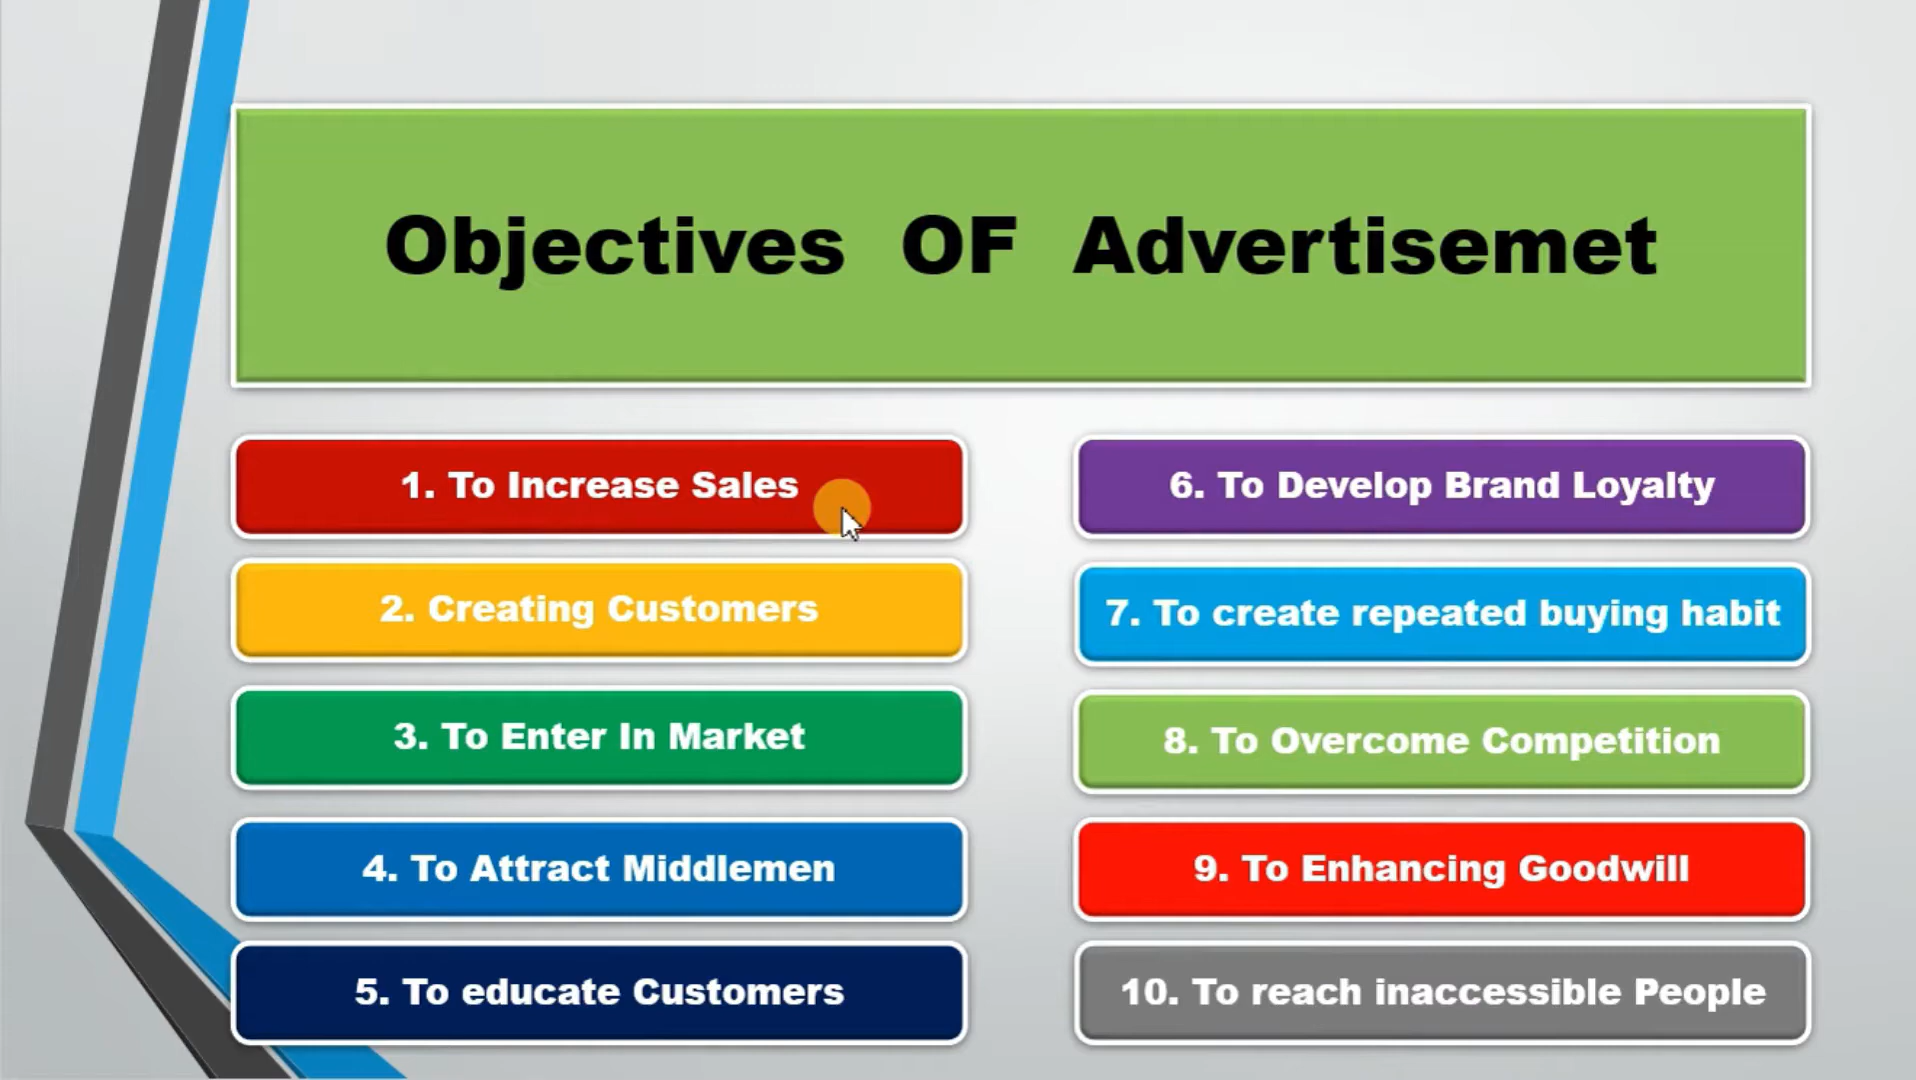 Objectives OF Advertisemet
1. To Increase Sales
2. Creating Customers
3. To Enter In Market
4. To Attract Middlemen
5. To educate Customers
6. To Develop Brand Loyalty
7. To create repeated buying habit
8. To Overcome Competition
9. To Enhancing Goodwill
10. To reach inaccessible People